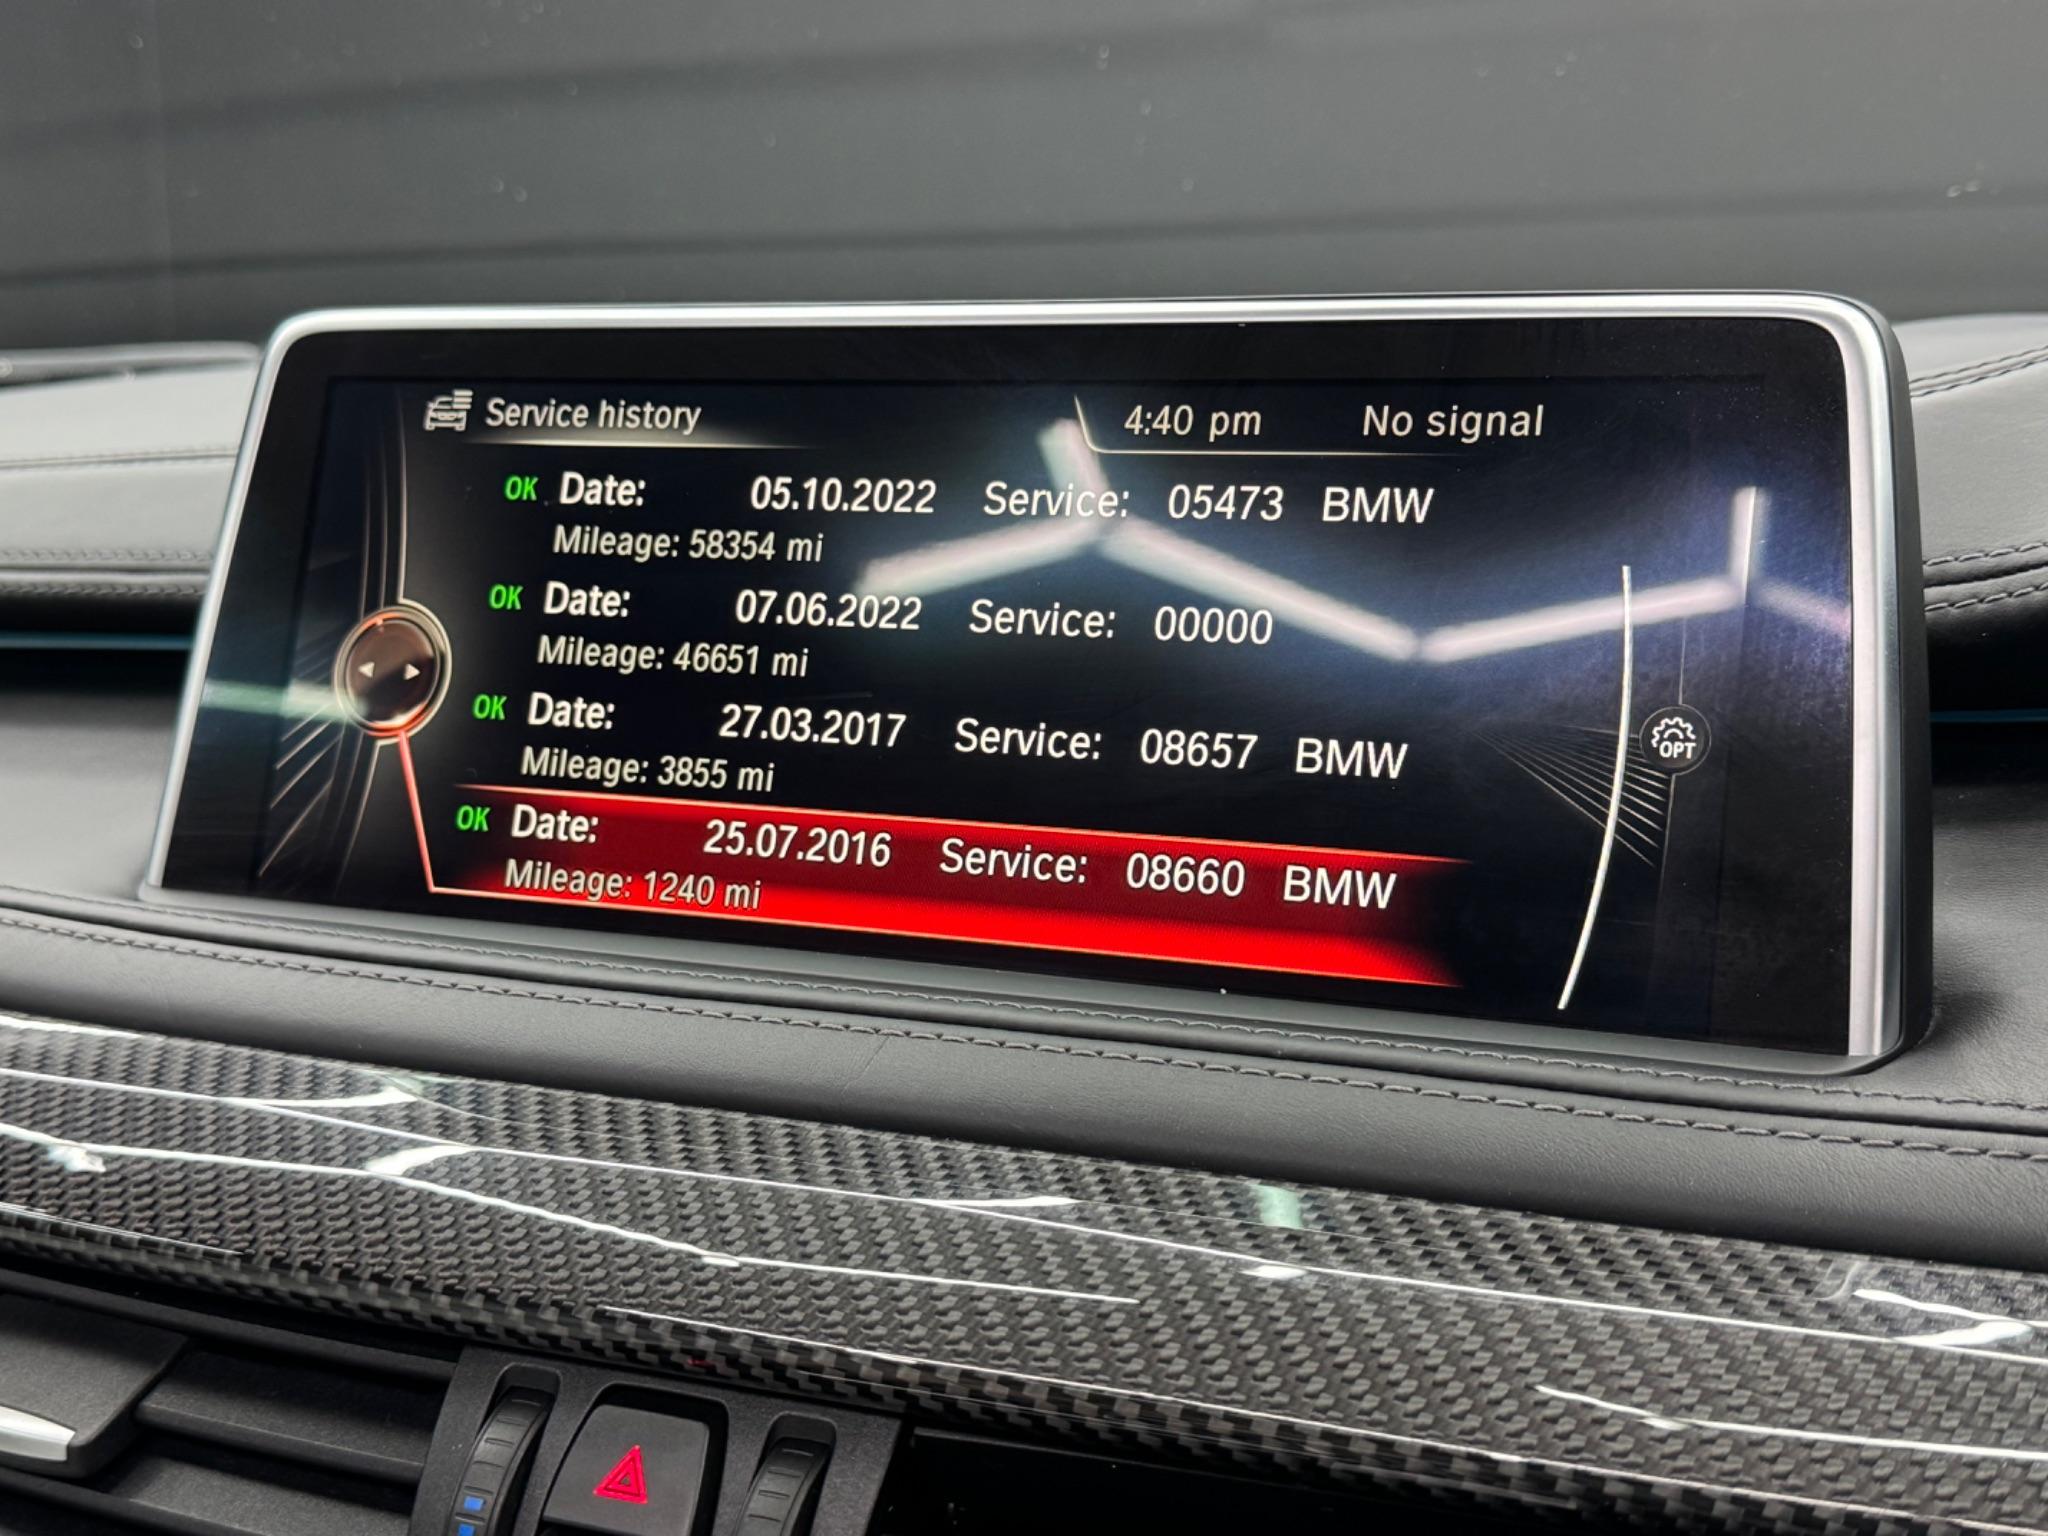 Service history 4:40 pm No signal
OK Date: 05.10.2022 Service: 05473 BMW
Mileage: 58354 mi
OK Date: 07.06.2022 Service: 00000
Mileage: 46651 mi
OK Date: 27.03.2017 Service: 08657 BMW
Mileage: 3855 mi
OPT
OK Date: 25.07.2016 Service: 08660 BMW
Mileage: 1240 mi